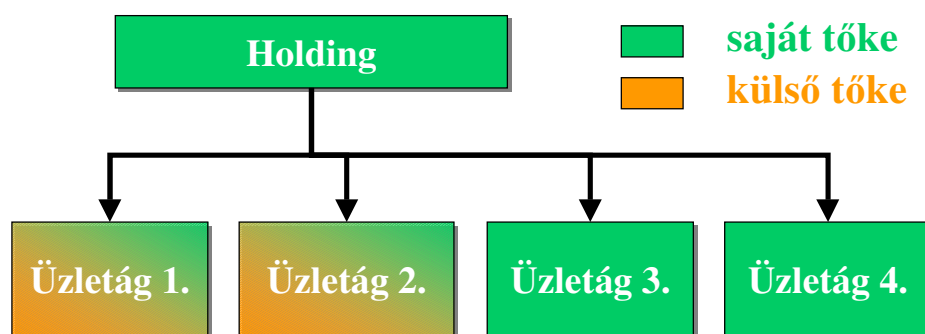 Holding
saját tőke
külső tőke
Üzletág 1.
Üzletág 2.
Üzletág 3.
Üzletág 4.